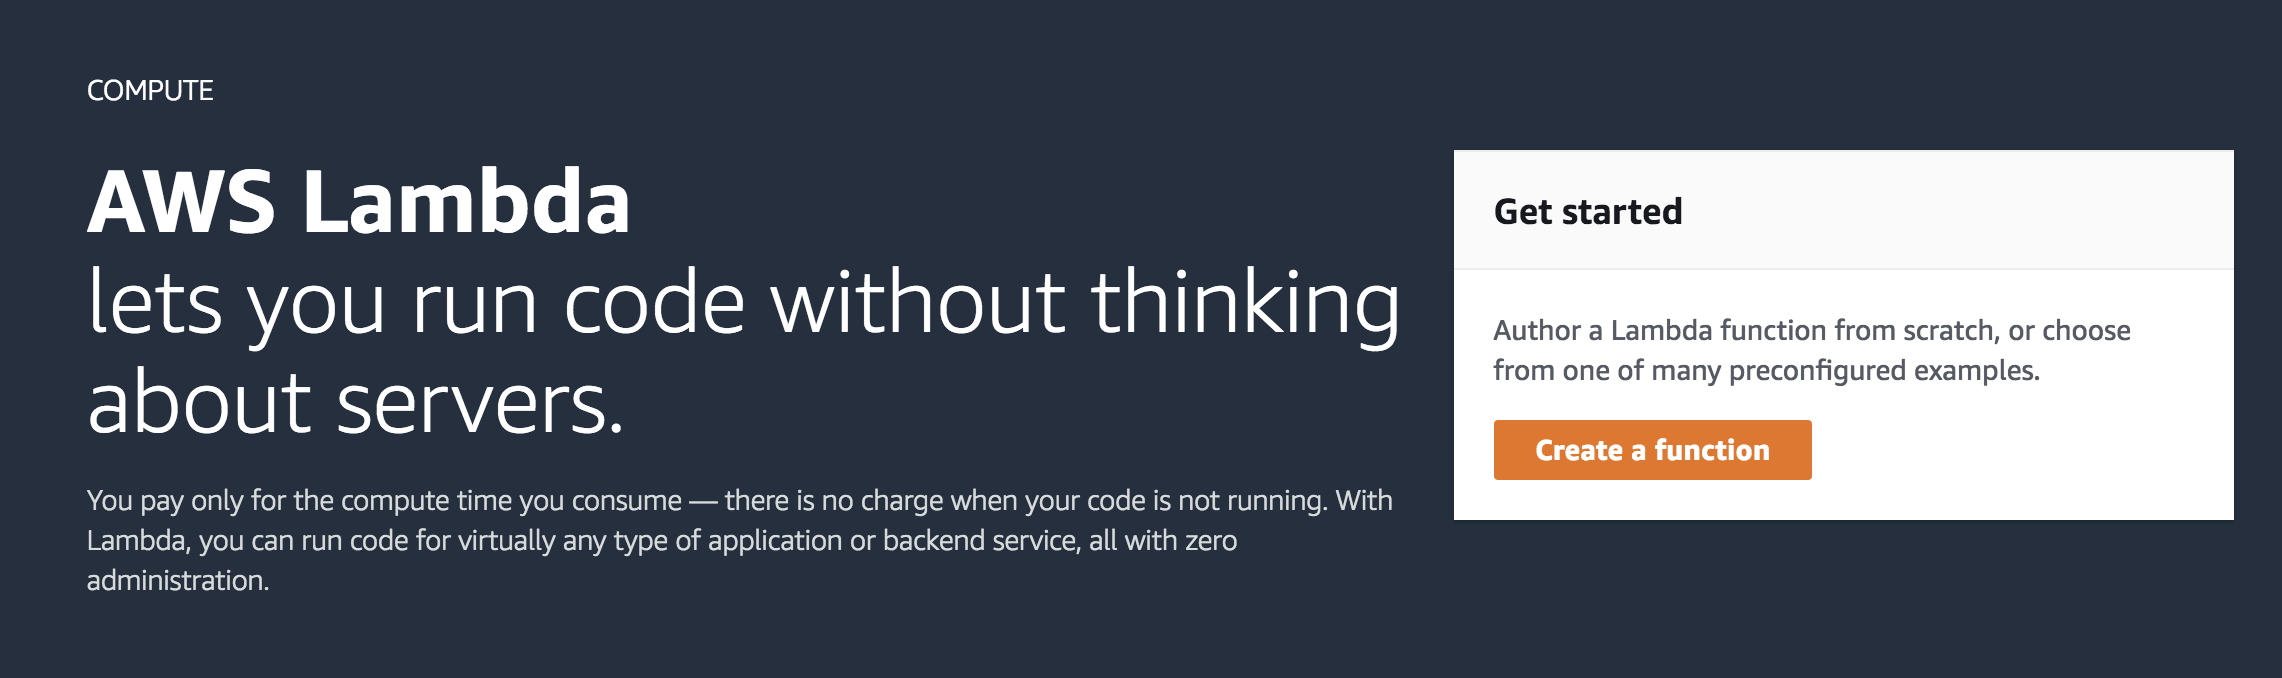 COMPUTE
AWS Lambda
lets you run code without thinking
about servers.
You pay only for the compute time you consume — there is no charge when your code is not running. With
Lambda, you can run code for virtually any type of application or backend service, all with zero
administration.
Get started
Author a Lambda function from scratch, or choose
from one of many preconfigured examples.
Create a function